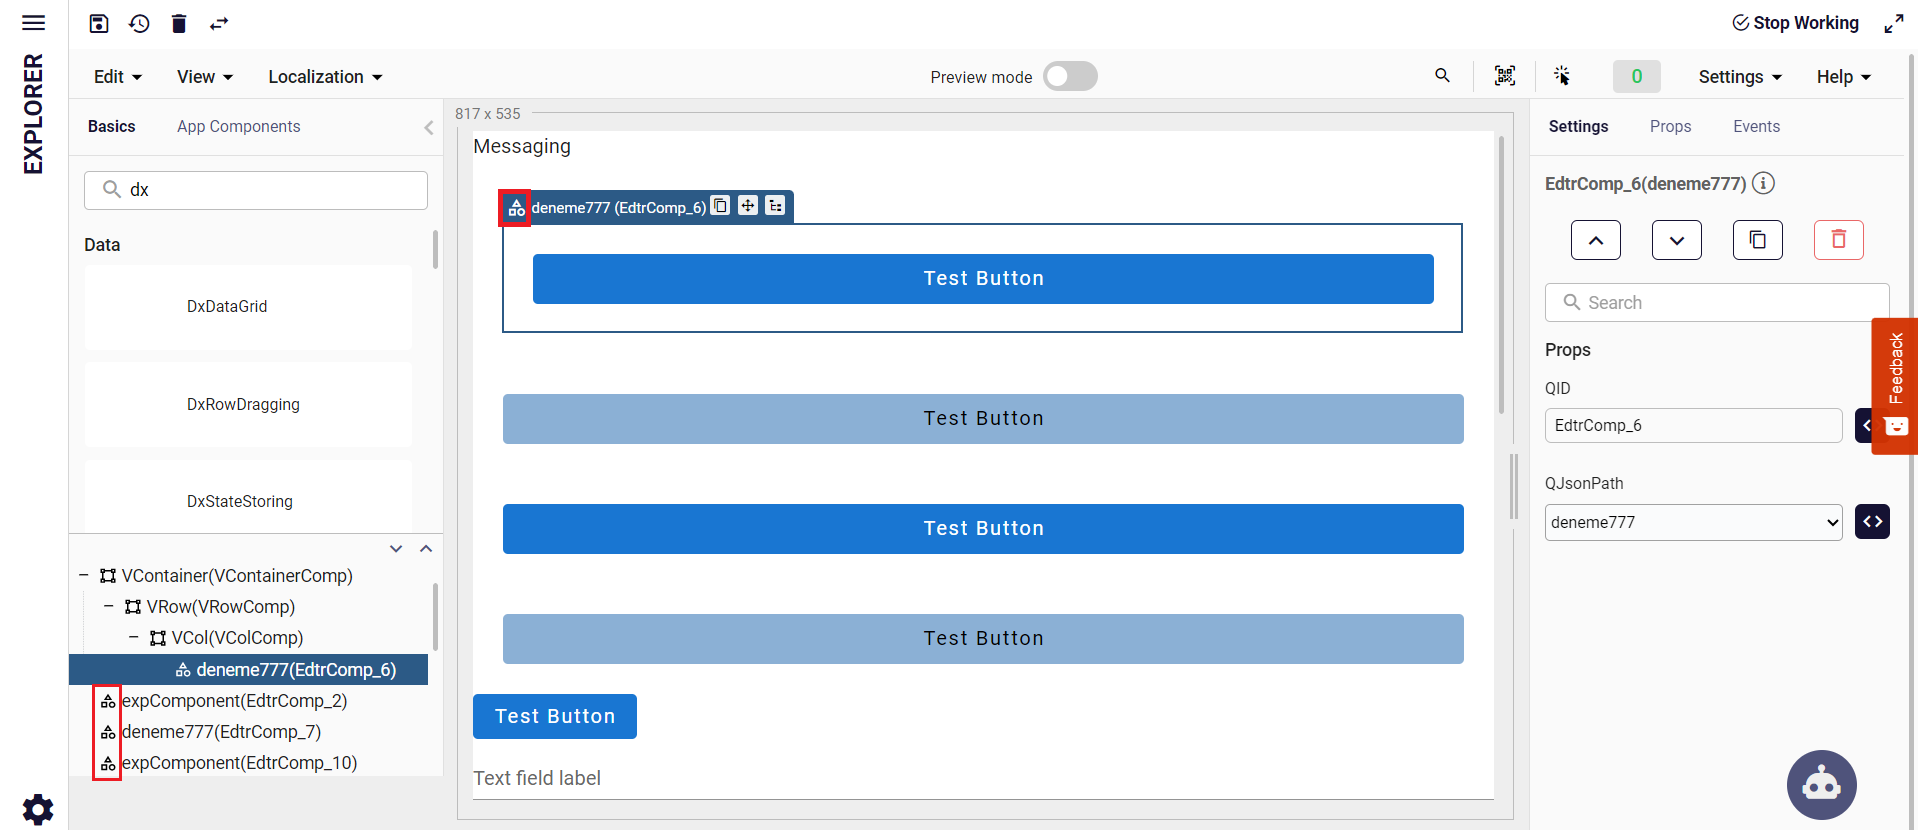 Stop Working
EXPLORER
Edit
View
Localization
Preview mode
0
Settings
Help
Basics
App Components
dx
Data
DxDataGrid
DxRowDragging
DxStateStoring
VContainer(VContainerComp)
VRow(VRowComp)
VCol(VColComp)
deneme777(EdtrComp_6)
expComponent(EdtrComp_2)
deneme777(EdtrComp_7)
expComponent(EdtrComp_10)
817 x 535
Messaging
deneme777 (EdtrComp_6)
Test Button
Test Button
Test Button
Test Button
Test Button
Text field label
Settings
Props
Events
EdtrComp_6(deneme777)
Search
Props
QID
EdtrComp_6
QJsonPath
deneme777
Feedback